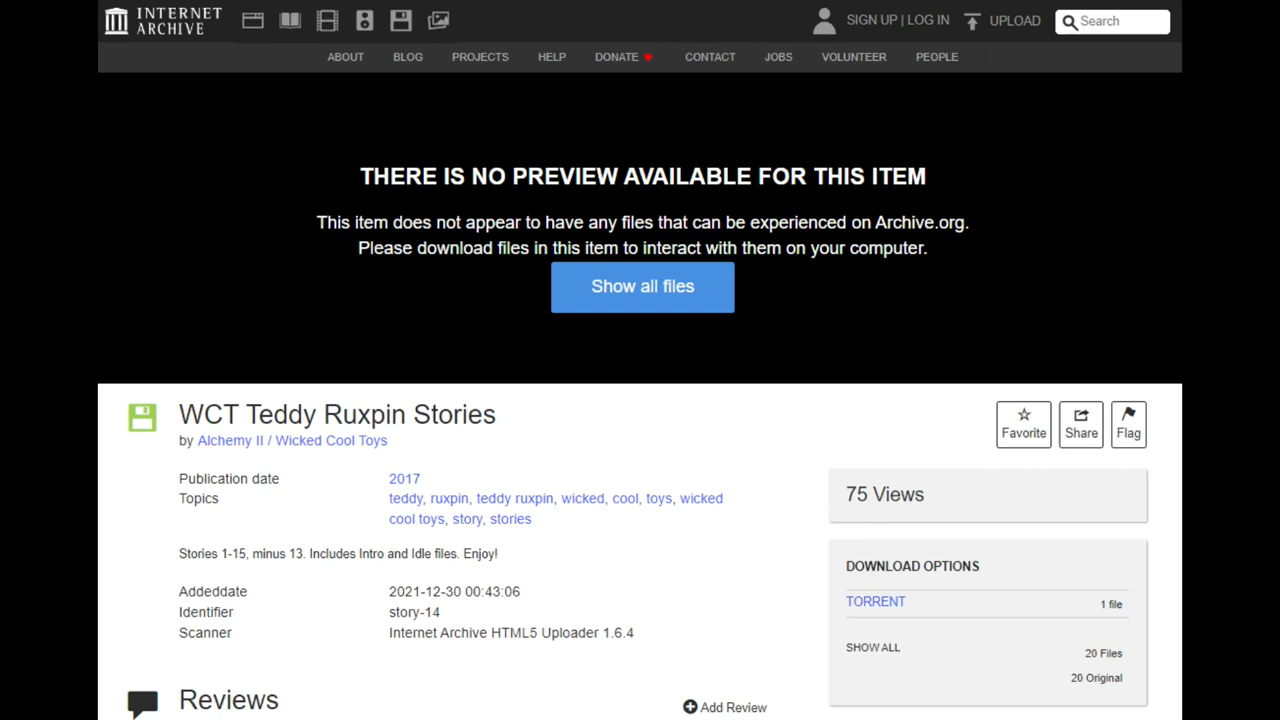 INTERNET
ARCHIVE
SIGN UP | LOG IN
UPLOAD
Search
ABOUT BLOG PROJECTS HELP DONATE CONTACT JOBS VOLUNTEER PEOPLE
THERE IS NO PREVIEW AVAILABLE FOR THIS ITEM
This item does not appear to have any files that can be experienced on Archive.org.
Please download files in this item to interact with them on your computer.
Show all files
WCT Teddy Ruxpin Stories
by Alchemy II / Wicked Cool Toys
Favorite
Share
Flag
Publication date 2017
Topics teddy, ruxpin, teddy ruxpin, wicked, cool, toys, wicked
cool toys, story, stories
Stories 1-15, minus 13. Includes Intro and Idle files. Enjoy!
Addeddate 2021-12-30 00:43:06
Identifier story-14
Scanner Internet Archive HTML5 Uploader 1.6.4
75 Views
DOWNLOAD OPTIONS
TORRENT 1 file
SHOW ALL 20 Files
20 Original
Reviews
Add Review